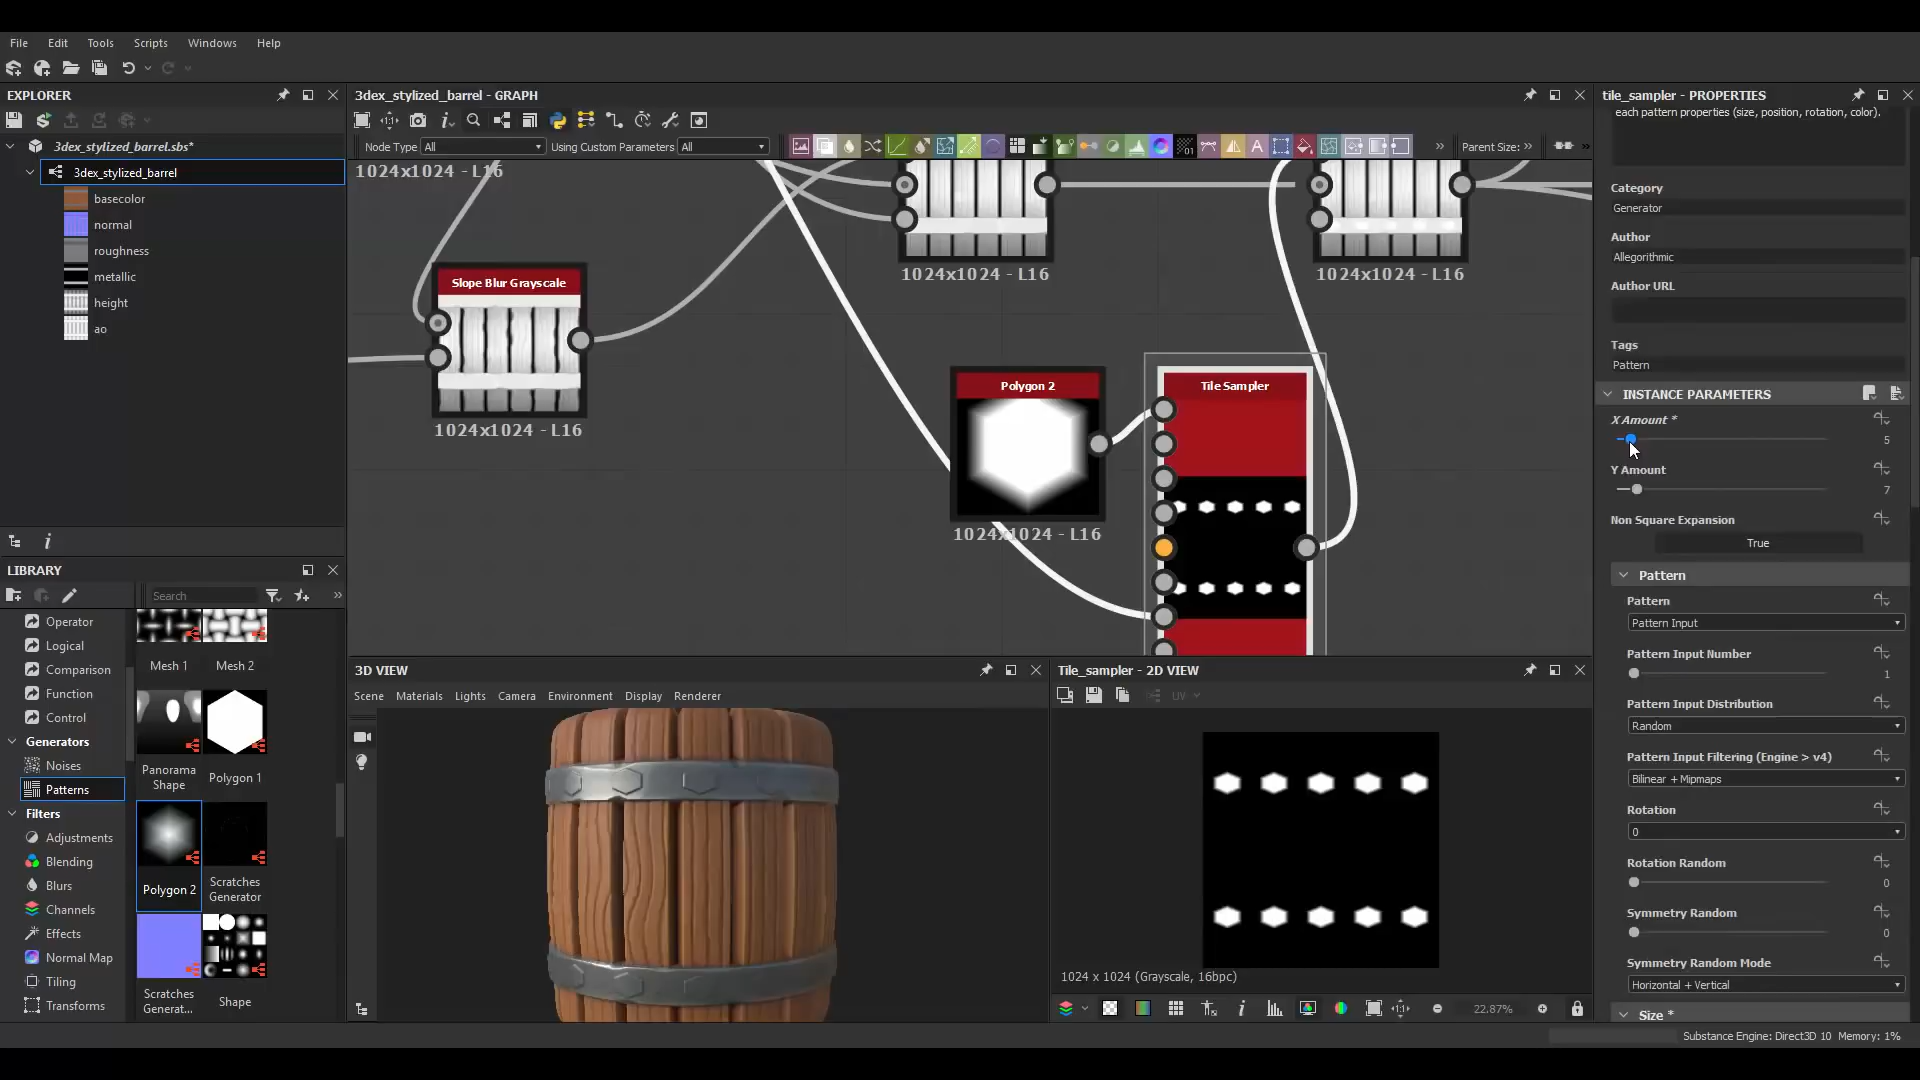 File Edit Tools Scripts Windows Help
EXPLORER
3dex_stylized_barrel.sbs*
3dex_stylized_barrel
basecolor
normal
roughness
metallic
height
ao
LIBRARY
Search
Operator
Logical
Comparison
Function
Control
Generators
Noises
Patterns
Filters
Adjustments
Blending
Blurs
Channels
Effects
Normal Map
Tiling
Transforms
Mesh 1
Mesh 2
Panorama
Shape
Polygon 1
Polygon 2
Scratches
Generator
Scratches
Generat...
Shape
3dex_stylized_barrel - GRAPH
Node Type All Using Custom Parameters All
Parent Size:
1024x1024 - L16
Slope Blur Grayscale
1024x1024 - L16
1024x1024 - L16
1024x1024 - L16
Polygon 2
1024x1024 - L16
Tile Sampler
3D VIEW
Scene Materials Lights Camera Environment Display Renderer
Tile_sampler - 2D VIEW
UV
1024 x 1024 (Grayscale, 16bpc)
22.87%
tile_sampler - PROPERTIES
each pattern properties (size, position, rotation, color).
Category
Generator
Author
Allegorithmic
Author URL
Tags
Pattern
INSTANCE PARAMETERS
X Amount *
5
Y Amount
7
Non Square Expansion
True
Pattern
Pattern
Pattern Input
Pattern Input Number
1
Pattern Input Distribution
Random
Pattern Input Filtering (Engine > v4)
Bilinear + Mipmaps
Rotation
0
Rotation Random
0
Symmetry Random
0
Symmetry Random Mode
Horizontal + Vertical
Size *
Substance Engine: Direct3D 10 Memory: 1%